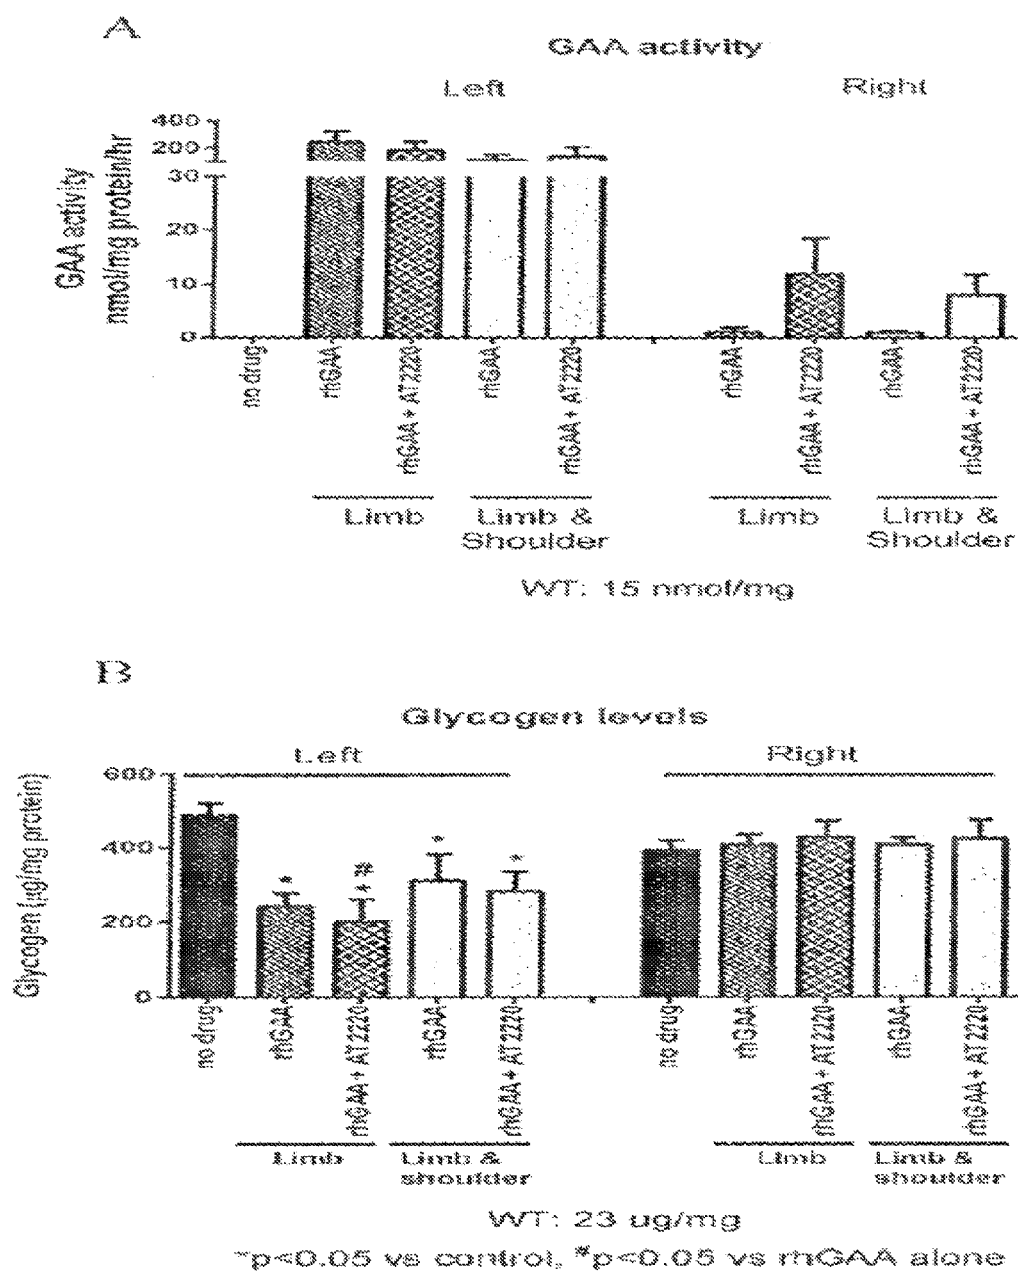 A
GAA activity
Left
Right
GAA activity
nmol/mg protein/hr
400
200
30
20
10
0
no drug
rhGAA
rhGAA + AT2220
rhGAA
rhGAA + AT2220
rhGAA
rhGAA + AT2220
rhGAA
rhGAA + AT2220
Limb
Limb &
Shoulder
Limb
Limb &
Shoulder
WT: 15 nmol/mg
B
Glycogen levels
Left
Right
Glycogen (µg/mg protein)
600
400
200
0
*
*#
*
*
no drug
rhGAA
rhGAA + AT2220
rhGAA
rhGAA + AT2220
no drug
rhGAA
rhGAA + AT2220
rhGAA
rhGAA + AT2220
Limb
Limb &
shoulder
Limb
Limb &
shoulder
WT: 23 ug/mg
*p<0.05 vs control, #p<0.05 vs rhGAA alone